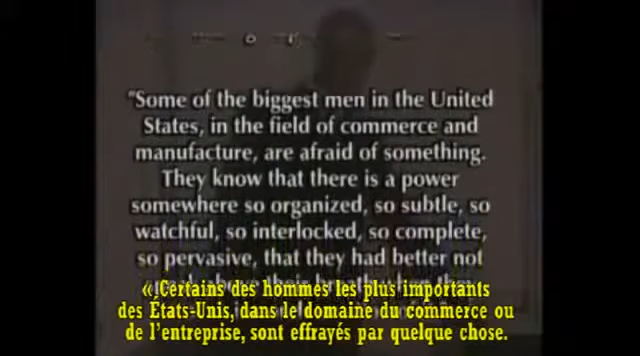 "Some of the biggest men in the United
States, in the field of commerce and
manufacture, are afraid of something.
They know that there is a power
somewhere so organized, so subtle, so
watchful, so interlocked, so complete,
so pervasive, that they had better not
« Certains des hommes les plus importants
des États-Unis, dans le domaine du commerce ou
de l'entreprise, sont effrayés par quelque chose.